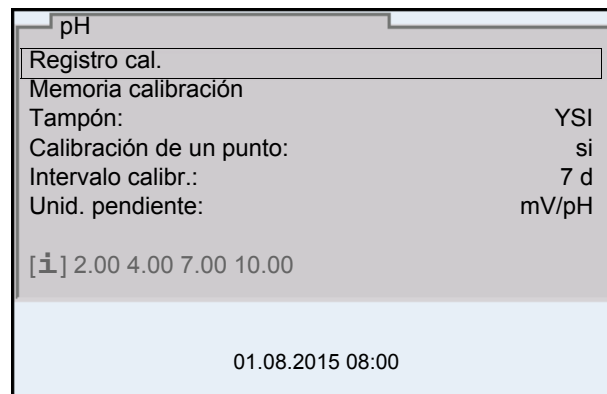 pH
Registro cal.
Memoria calibración
Tampón: YSI
Calibración de un punto: si
Intervalo calibr.: 7 d
Unid. pendiente: mV/pH
[i] 2.00 4.00 7.00 10.00
01.08.2015 08:00